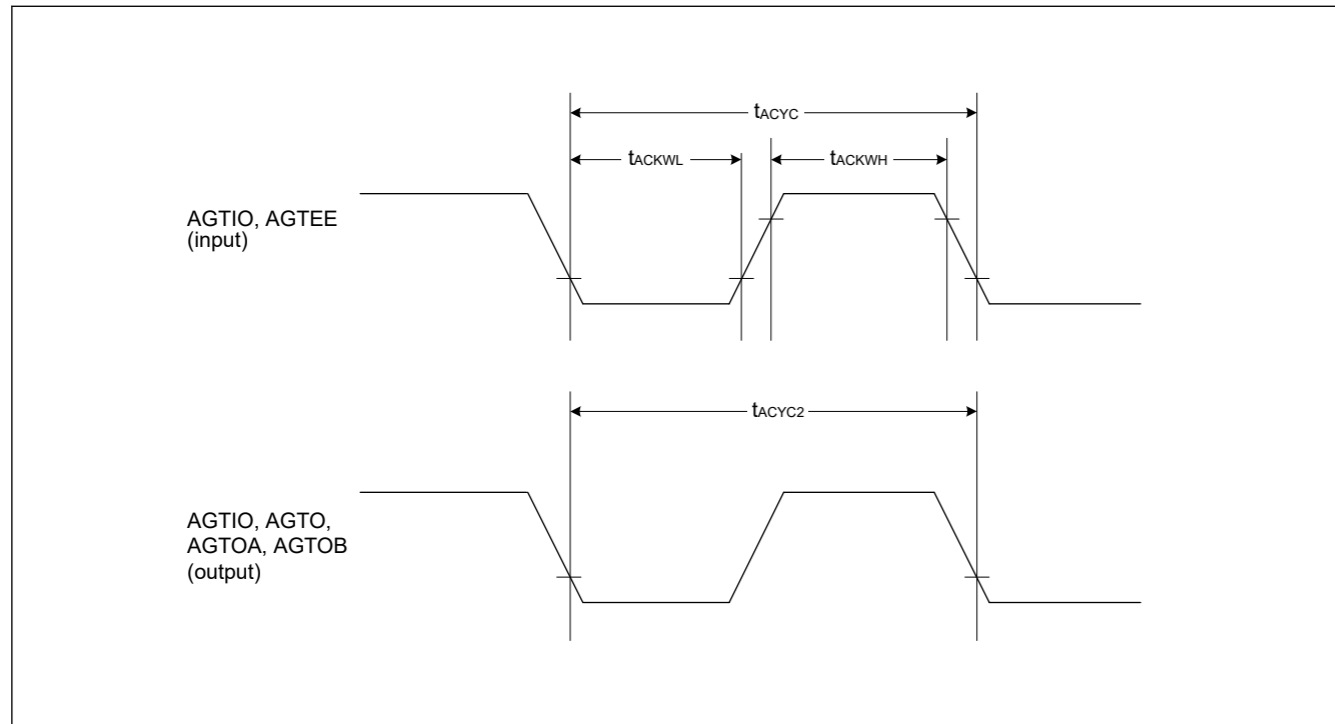 tACYC
tACKWL
tACKWH
AGTIO, AGTEE
(input)
tACYC2
AGTIO, AGTO,
AGTOA, AGTOB
(output)